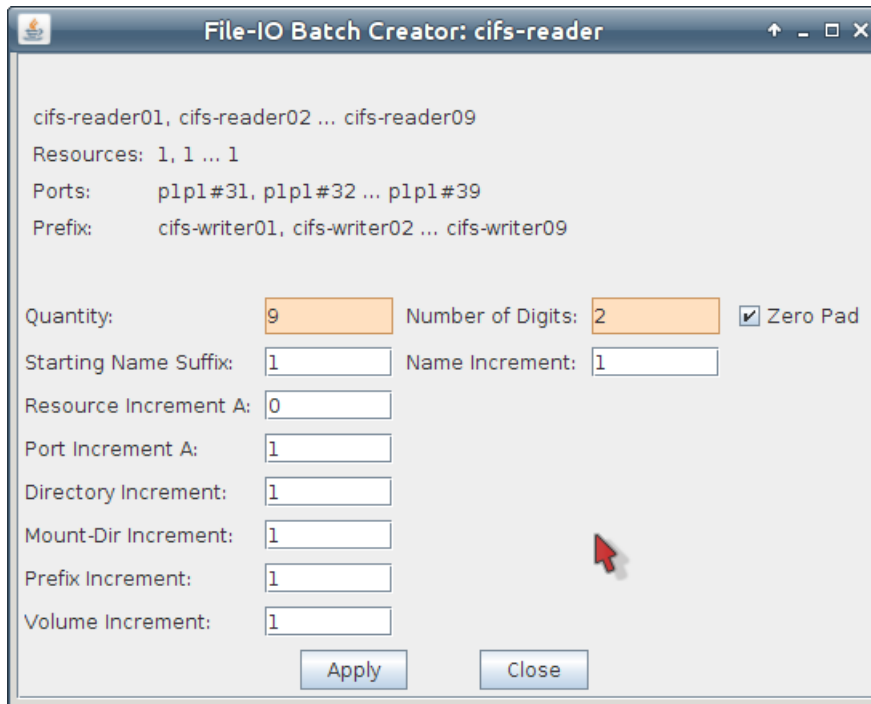 File-IO Batch Creator: cifs-reader
cifs-reader01, cifs-reader02 ... cifs-reader09
Resources: 1, 1 ... 1
Ports: p1p1#31, p1p1#32 ... p1p1#39
Prefix: cifs-writer01, cifs-writer02 ... cifs-writer09
Quantity: 9 Number of Digits: 2 Zero Pad
Starting Name Suffix: 1 Name Increment: 1
Resource Increment A: 0
Port Increment A: 1
Directory Increment: 1
Mount-Dir Increment: 1
Prefix Increment: 1
Volume Increment: 1
Apply Close